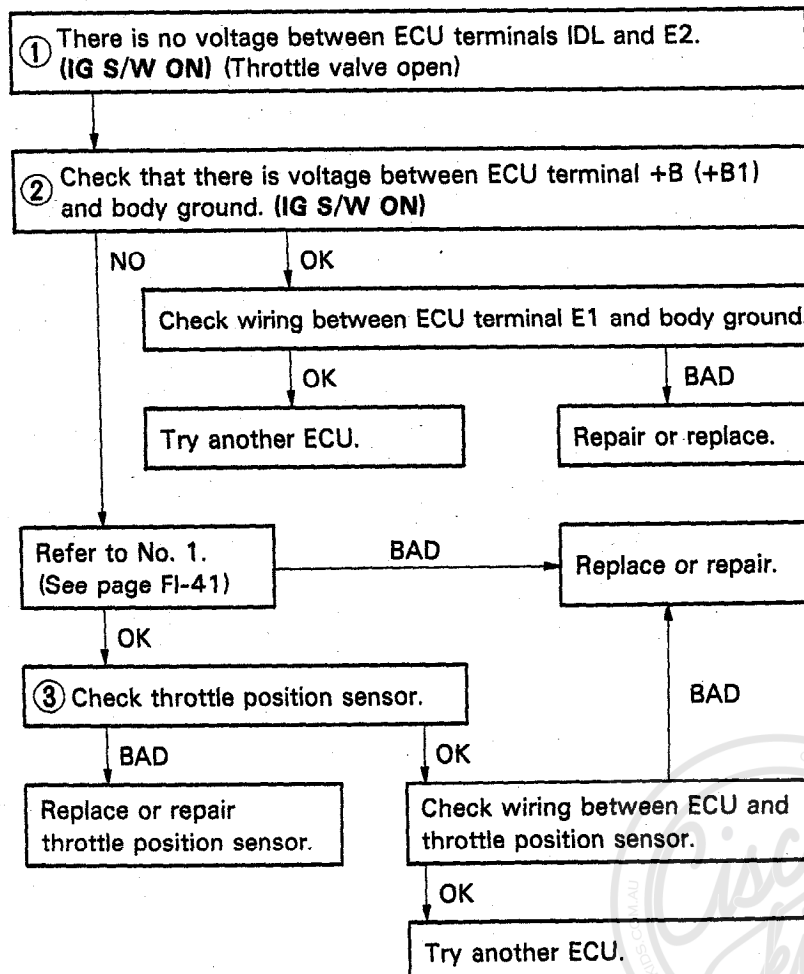 ① There is no voltage between ECU terminals IDL and E2.
(IG S/W ON) (Throttle valve open)
② Check that there is voltage between ECU terminal +B (+B1)
and body ground. (IG S/W ON)
NO
OK
Check wiring between ECU terminal E1 and body ground.
OK
BAD
Try another ECU.
Repair or replace.
Refer to No. 1.
(See page FI-41)
BAD
Replace or repair.
OK
③ Check throttle position sensor.
BAD
BAD
OK
Replace or repair
throttle position sensor.
Check wiring between ECU and
throttle position sensor.
OK
Try another ECU.